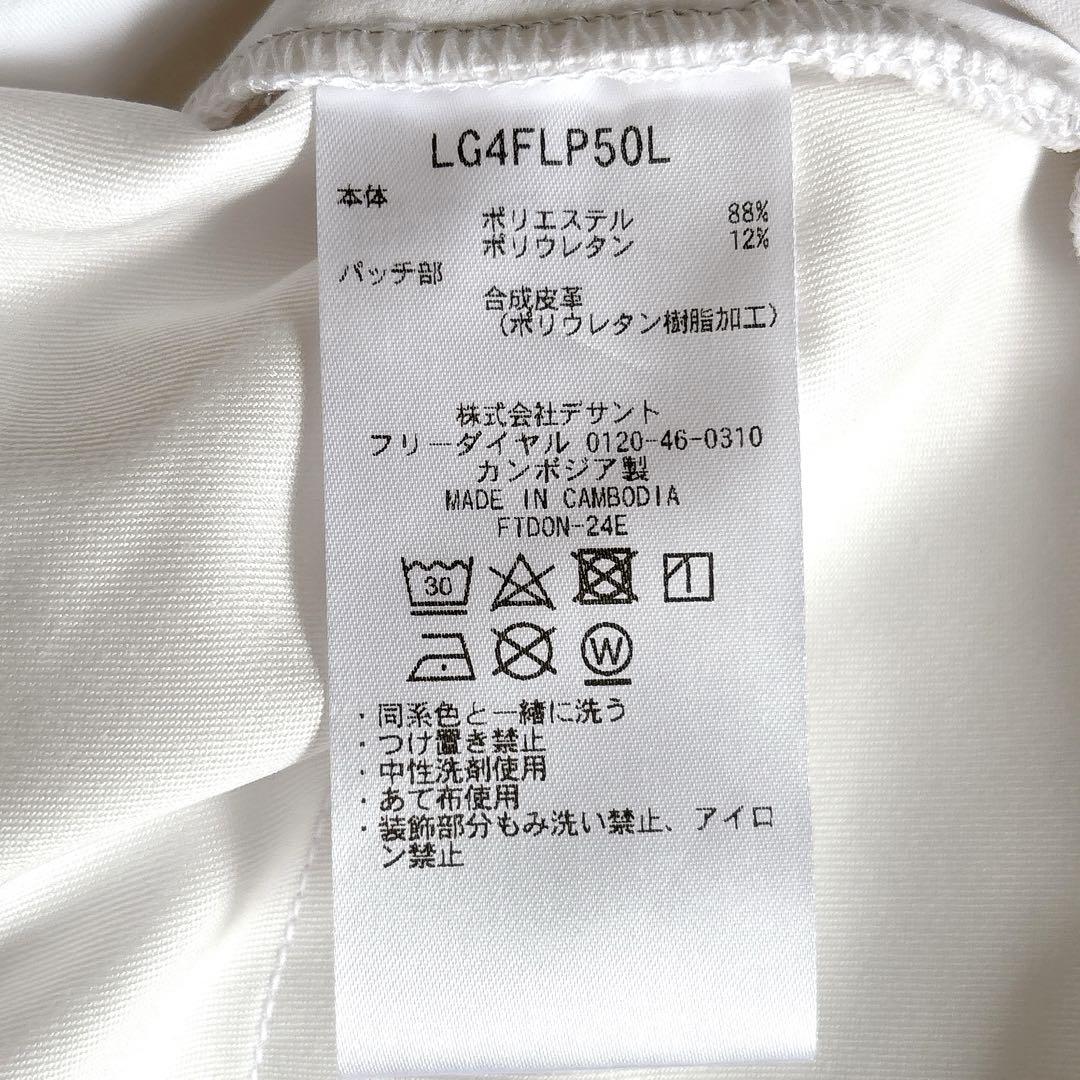 LG4FLP50L
本体
ポリエステル 88%
ポリウレタン 12%
パッチ部
合成皮革
(ポリウレタン樹脂加工)
株式会社デサント
フリーダイヤル 0120-46-0310
カンボジア製
MADE IN CAMBODIA
FTDON-24E
30
W
・同系色と一緒に洗う
・つけ置き禁止
・中性洗剤使用
・あて布使用
・装飾部分もみ洗い禁止、アイロ
ン禁止